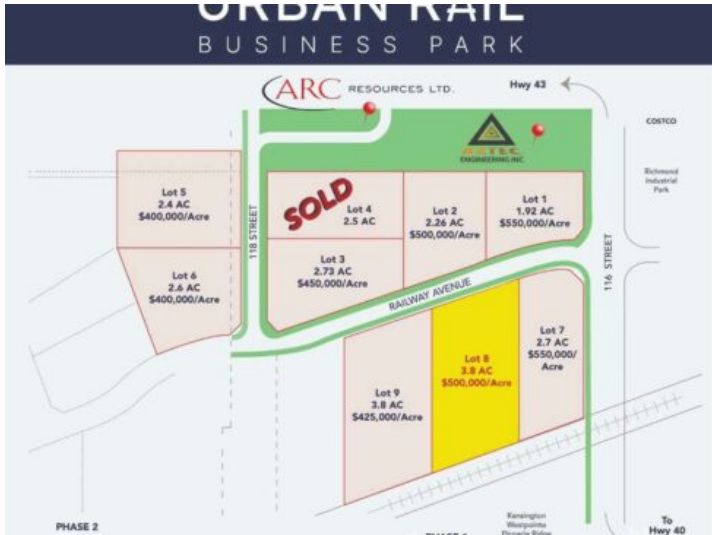 URBAN RAIL
BUSINESS PARK
ARC RESOURCES LTD.
Hwy 43
COSTCO
AZTEC
ENGINEERING INC.
Richmond
Industrial
Park
Lot 5
2.4 AC
$400,000/Acre
118 STREET
SOLD
Lot 4
2.5 AC
Lot 2
2.26 AC
$500,000/Acre
Lot 1
1.92 AC
$550,000/Acre
Lot 6
2.6 AC
$400,000/Acre
Lot 3
2.73 AC
$450,000/Acre
116 STREET
RAILWAY AVENUE
Lot 7
2.7 AC
$550,000/
Acre
Lot 8
3.8 AC
$500,000/Acre
Lot 9
3.8 AC
$425,000/Acre
PHASE 2
Kensington
Westpointe
Pinnacle Ridge
To
Hwy 40